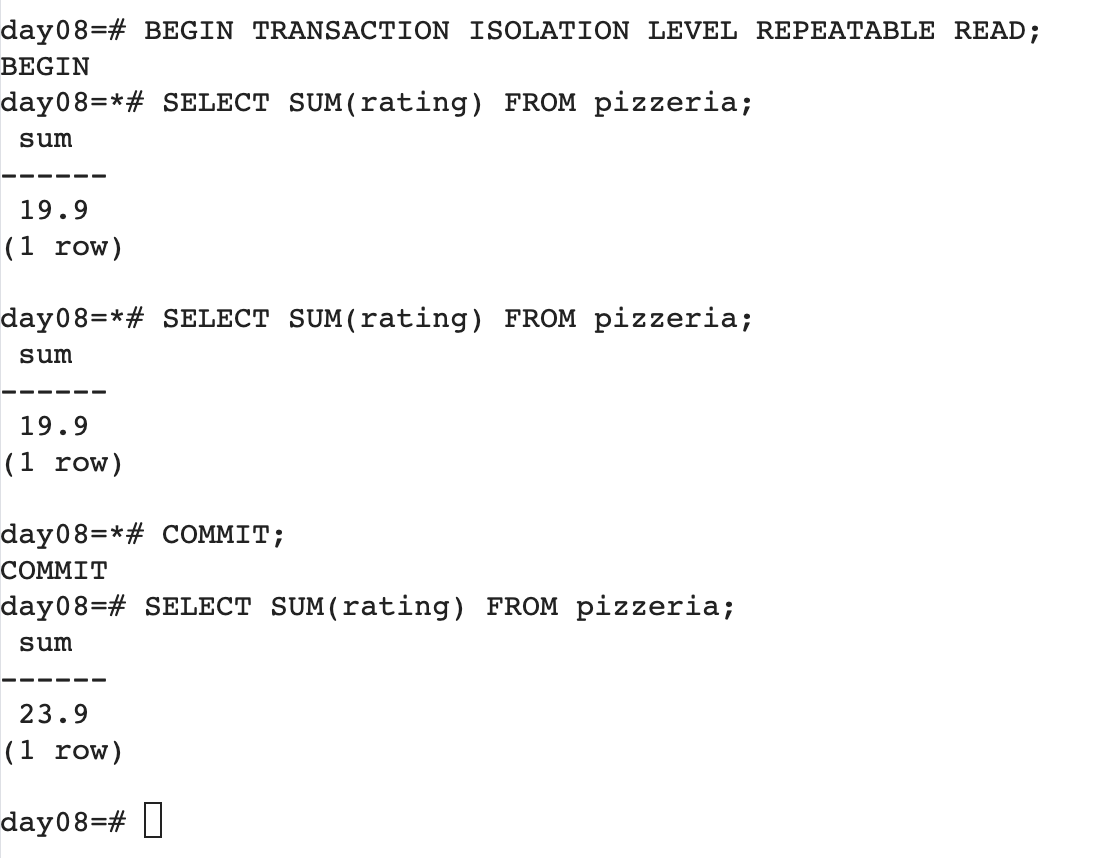 day08=# BEGIN TRANSACTION ISOLATION LEVEL REPEATABLE READ;
BEGIN
day08=*# SELECT SUM(rating) FROM pizzeria;
 sum
------
 19.9
(1 row)

day08=*# SELECT SUM(rating) FROM pizzeria;
 sum
------
 19.9
(1 row)

day08=*# COMMIT;
COMMIT
day08=# SELECT SUM(rating) FROM pizzeria;
 sum
------
 23.9
(1 row)

day08=#